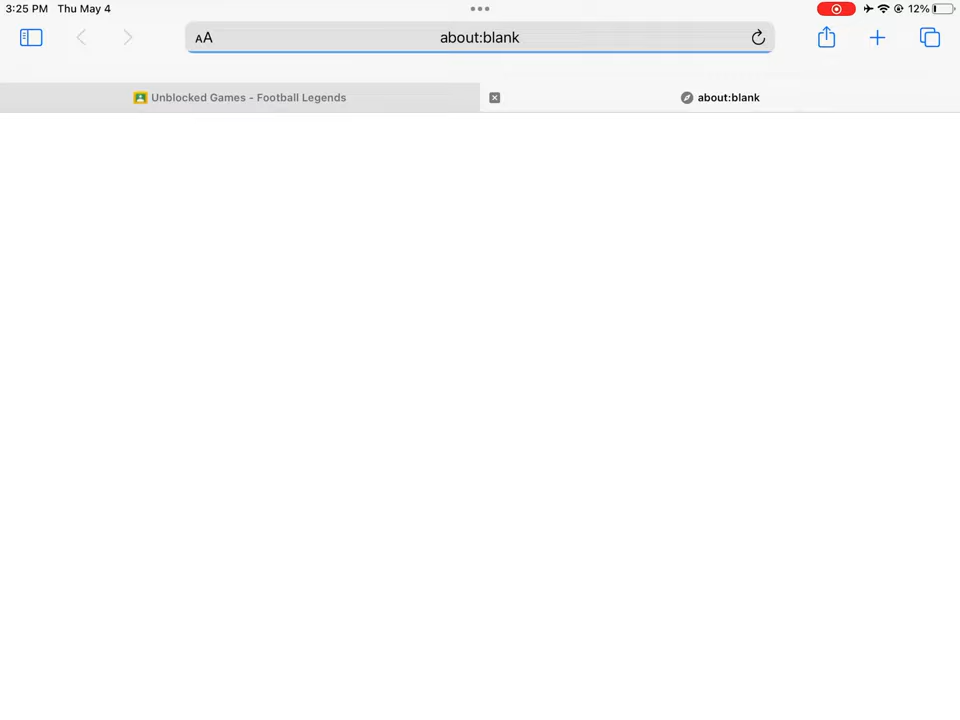 3:25 PM Thu May 4
12%
AA
about:blank
Unblocked Games - Football Legends
about:blank